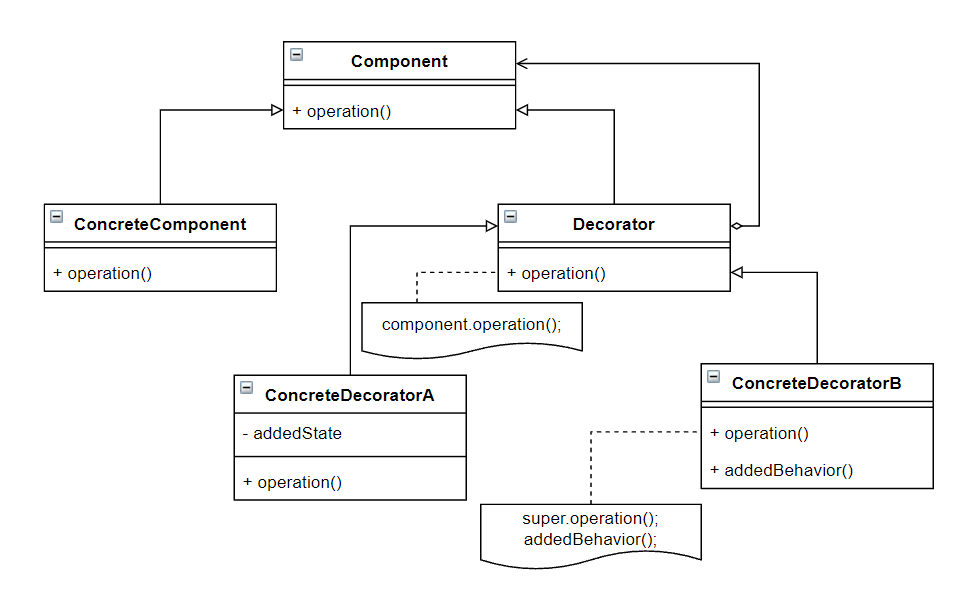 Component
+ operation()
ConcreteComponent
+ operation()
Decorator
+ operation()
component.operation();
ConcreteDecoratorA
- addedState
+ operation()
ConcreteDecoratorB
+ operation()
+ addedBehavior()
super.operation();
addedBehavior();